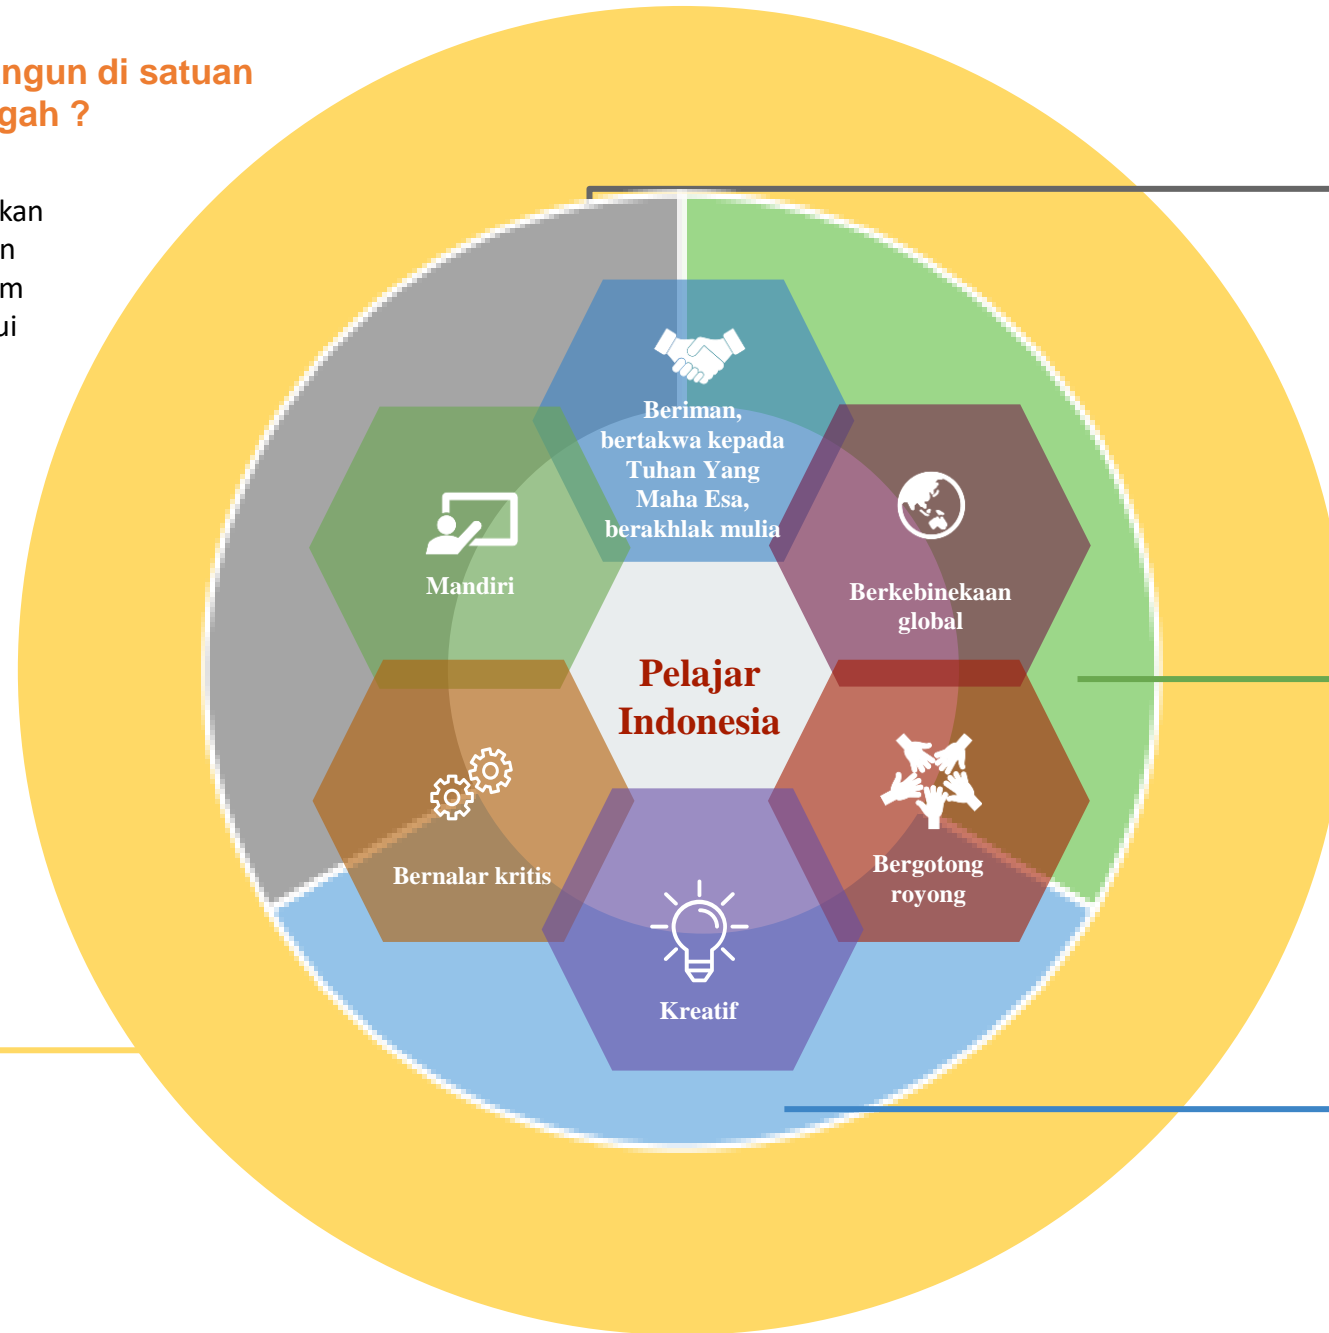 ngun di satuan
gah ?
kan
n
m
ui
Beriman,
bertakwa kepada
Tuhan Yang
Maha Esa,
berakhlak mulia
Mandiri
Berkebinekaan
global
Pelajar
Indonesia
Bernalar kritis
Bergotong
royong
Kreatif